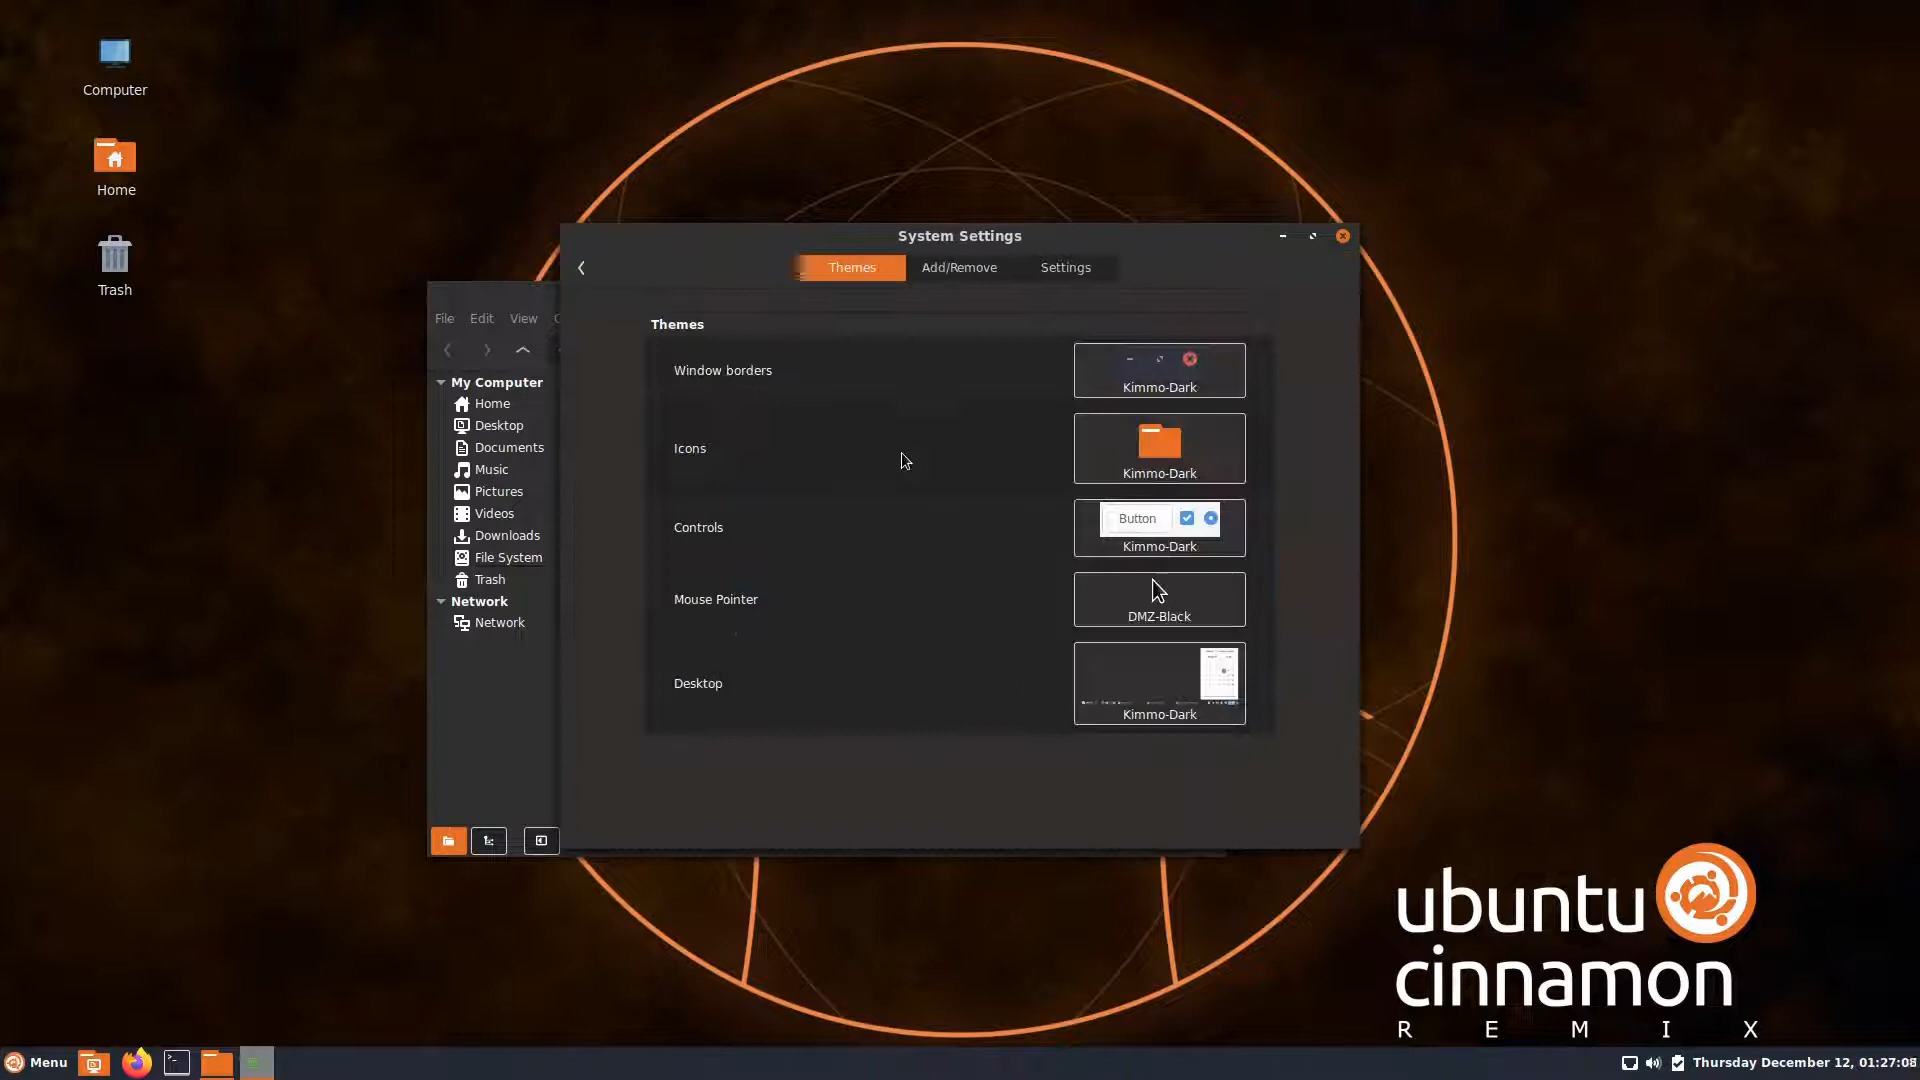 Computer
Home
Trash
System Settings
Themes
Add/Remove
Settings
File Edit View
My Computer
Home
Desktop
Documents
Music
Pictures
Videos
Downloads
File System
Trash
Network
Network
Themes
Window borders
Kimmo-Dark
Icons
Kimmo-Dark
Controls
Button
Kimmo-Dark
Mouse Pointer
DMZ-Black
Desktop
Kimmo-Dark
ubuntu
cinnamon
REMIX
Menu
Thursday December 12, 01:27:08